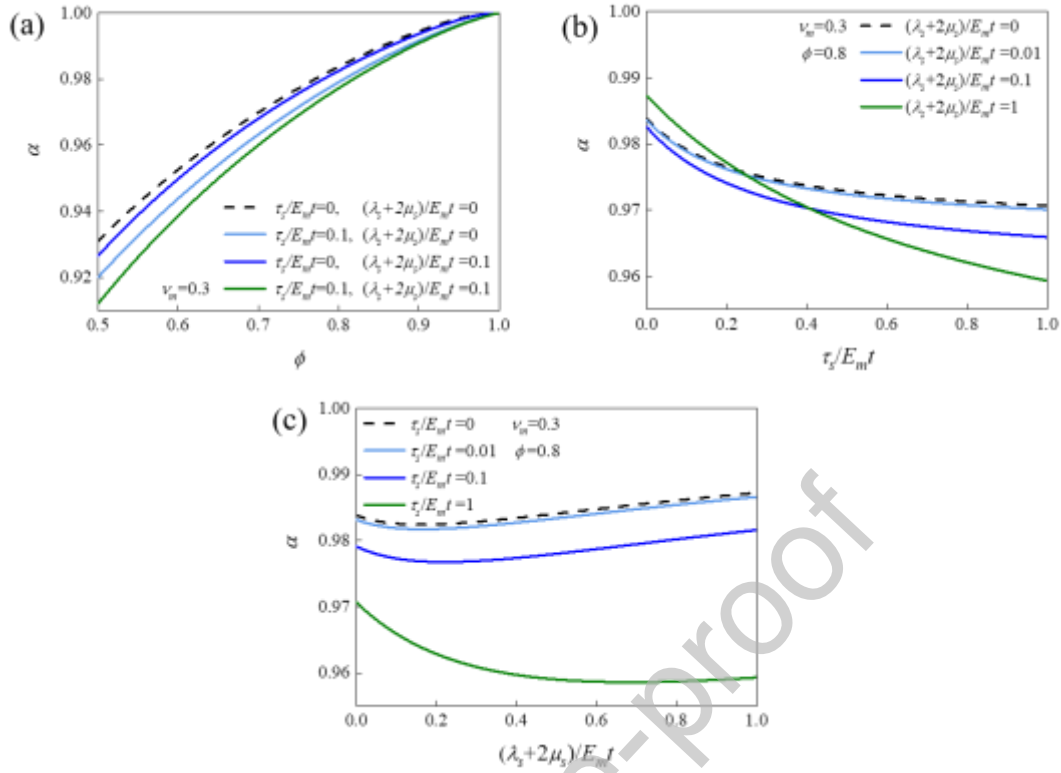 (a)
1.00
0.98
0.96
0.94
0.92
α
τₛ/Eₘt=0, (λₛ+2μₛ)/Eₘt=0
τₛ/Eₘt=0.1, (λₛ+2μₛ)/Eₘt=0
τₛ/Eₘt=0, (λₛ+2μₛ)/Eₘt=0.1
νₘ=0.3 τₛ/Eₘt=0.1, (λₛ+2μₛ)/Eₘt=0.1
0.5 0.6 0.7 0.8 0.9 1.0
ϕ
(b)
1.00
0.99
0.98
0.97
0.96
α
νₘ=0.3 (λₛ+2μₛ)/Eₘt=0
ϕ=0.8 (λₛ+2μₛ)/Eₘt=0.01
(λₛ+2μₛ)/Eₘt=0.1
(λₛ+2μₛ)/Eₘt=1
0.0 0.2 0.4 0.6 0.8 1.0
τₛ/Eₘt
(c)
1.00
0.99
0.98
0.97
0.96
α
τₛ/Eₘt=0 νₘ=0.3
τₛ/Eₘt=0.01 ϕ=0.8
τₛ/Eₘt=0.1
τₛ/Eₘt=1
0.0 0.2 0.4 0.6 0.8 1.0
(λₛ+2μₛ)/Eₘt
-proof